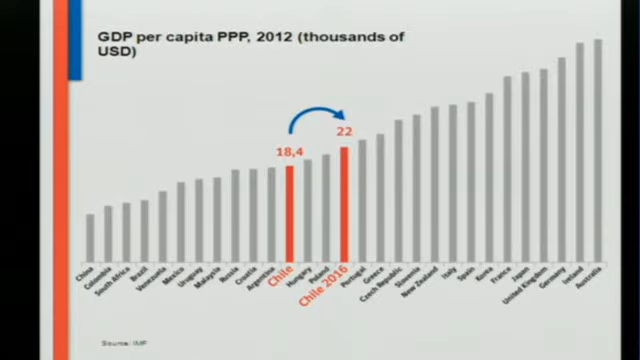 GDP per capita PPP, 2012 (thousands of
USD)
22
18,4
China
Colombia
South Africa
Brazil
Venezuela
Mexico
Uruguay
Malaysia
Russia
Croatia
Argentina
Chile
Hungary
Poland
Chile 2016
Portugal
Greece
Czech Republic
Slovenia
New Zealand
Italy
Spain
Korea
France
Japan
United Kingdom
Germany
Ireland
Australia
Source: IMF